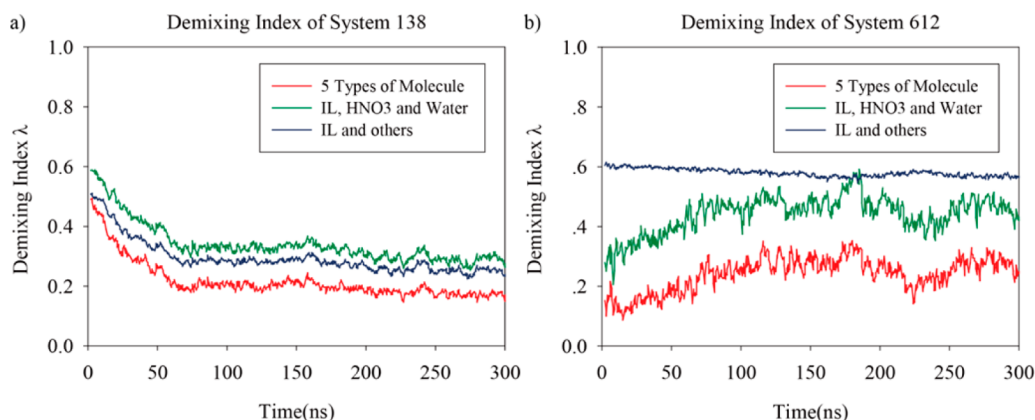 a)
Demixing Index of System 138
1.0
0.8
0.6
0.4
0.2
0.0
Demixing Index λ
5 Types of Molecule
IL, HNO3 and Water
IL and others
0
50
100
150
200
250
300
Time(ns)
b)
Demixing Index of System 612
1.0
.8
.6
.4
.2
.0
Demixing Index λ
5 Types of Molecule
IL, HNO3 and Water
IL and others
0
50
100
150
200
250
300
Time(ns)